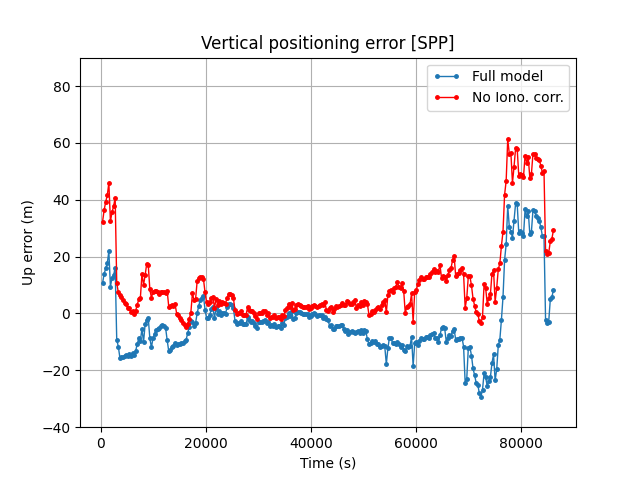 Vertical positioning error [SPP]
Full model
No Iono. corr.
Up error (m)
80
60
40
20
0
−20
−40
0 20000 40000 60000 80000
Time (s)